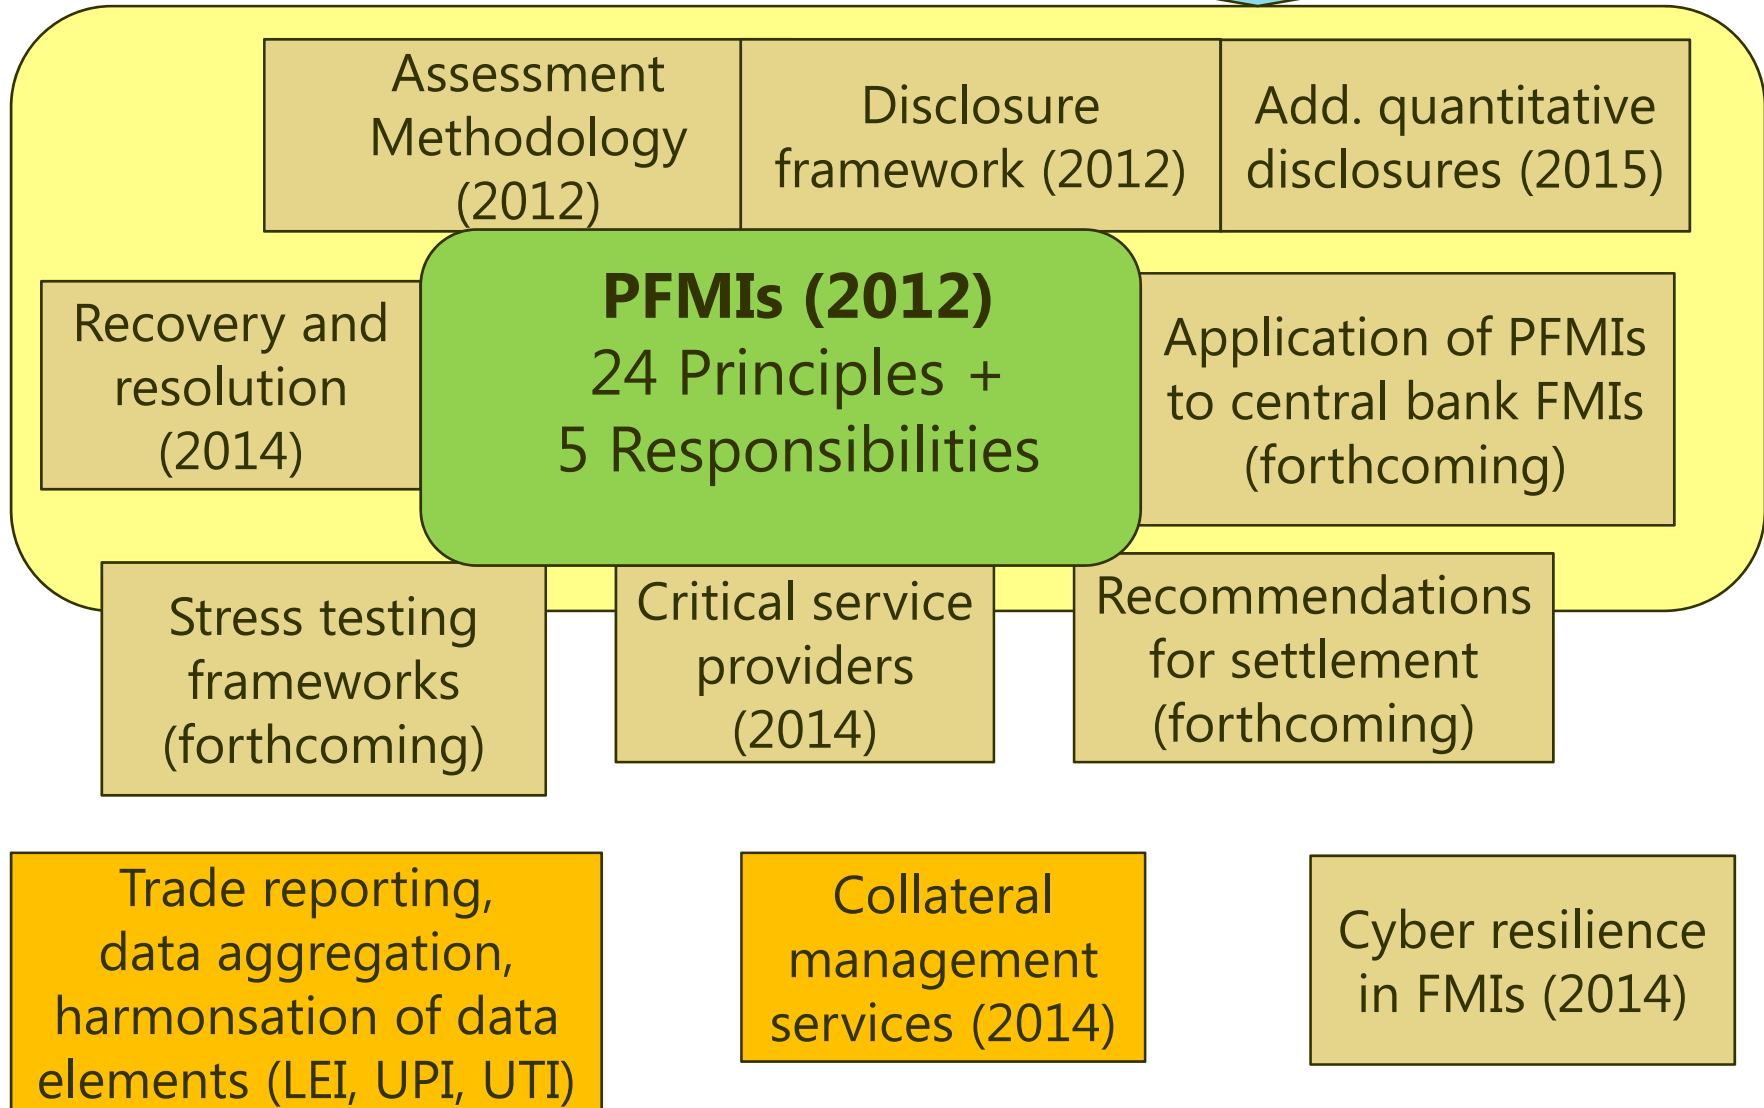 Assessment
Methodology
(2012)
Disclosure
framework (2012)
Add. quantitative
disclosures (2015)
Recovery and
resolution
(2014)
PFMIs (2012)
24 Principles +
5 Responsibilities
Application of PFMIs
to central bank FMIs
(forthcoming)
Stress testing
frameworks
(forthcoming)
Critical service
providers
(2014)
Recommendations
for settlement
(forthcoming)
Trade reporting,
data aggregation,
harmonsation of data
elements (LEI, UPI, UTI)
Collateral
management
services (2014)
Cyber resilience
in FMIs (2014)